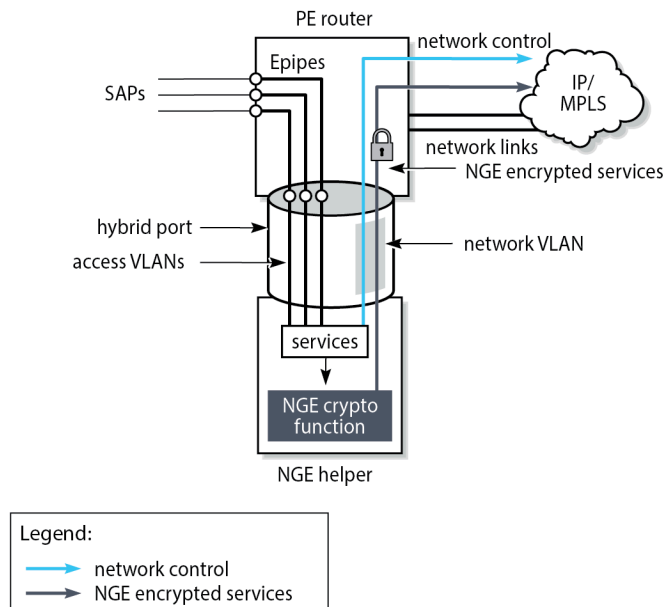 PE router
network control
Epipes
SAPs
IP/
MPLS
network links
NGE encrypted services
hybrid port
access VLANs
network VLAN
services
NGE crypto
function
NGE helper
Legend:
network control
NGE encrypted services